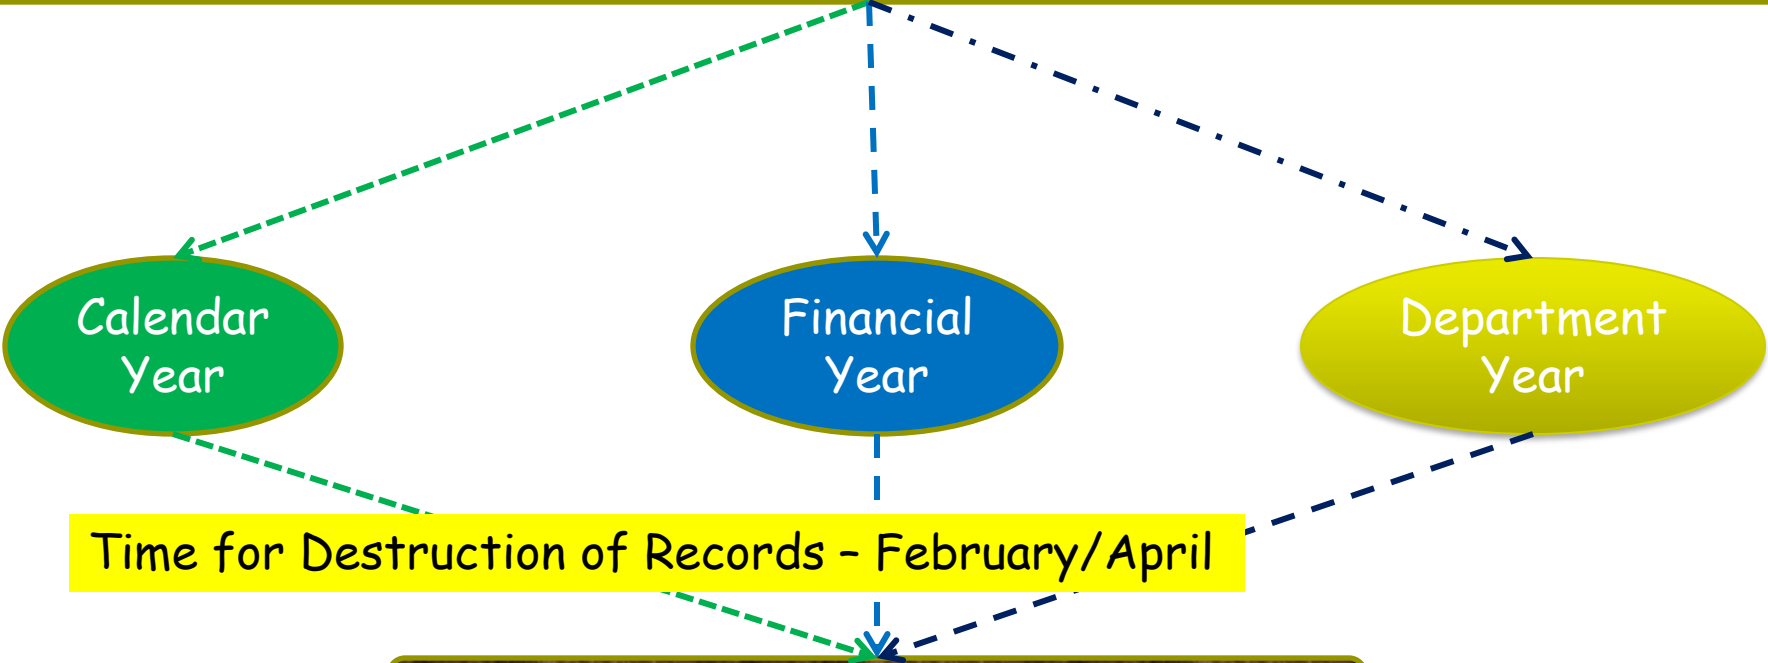 Calendar
Year
Financial
Year
Department
Year
Time for Destruction of Records – February/April